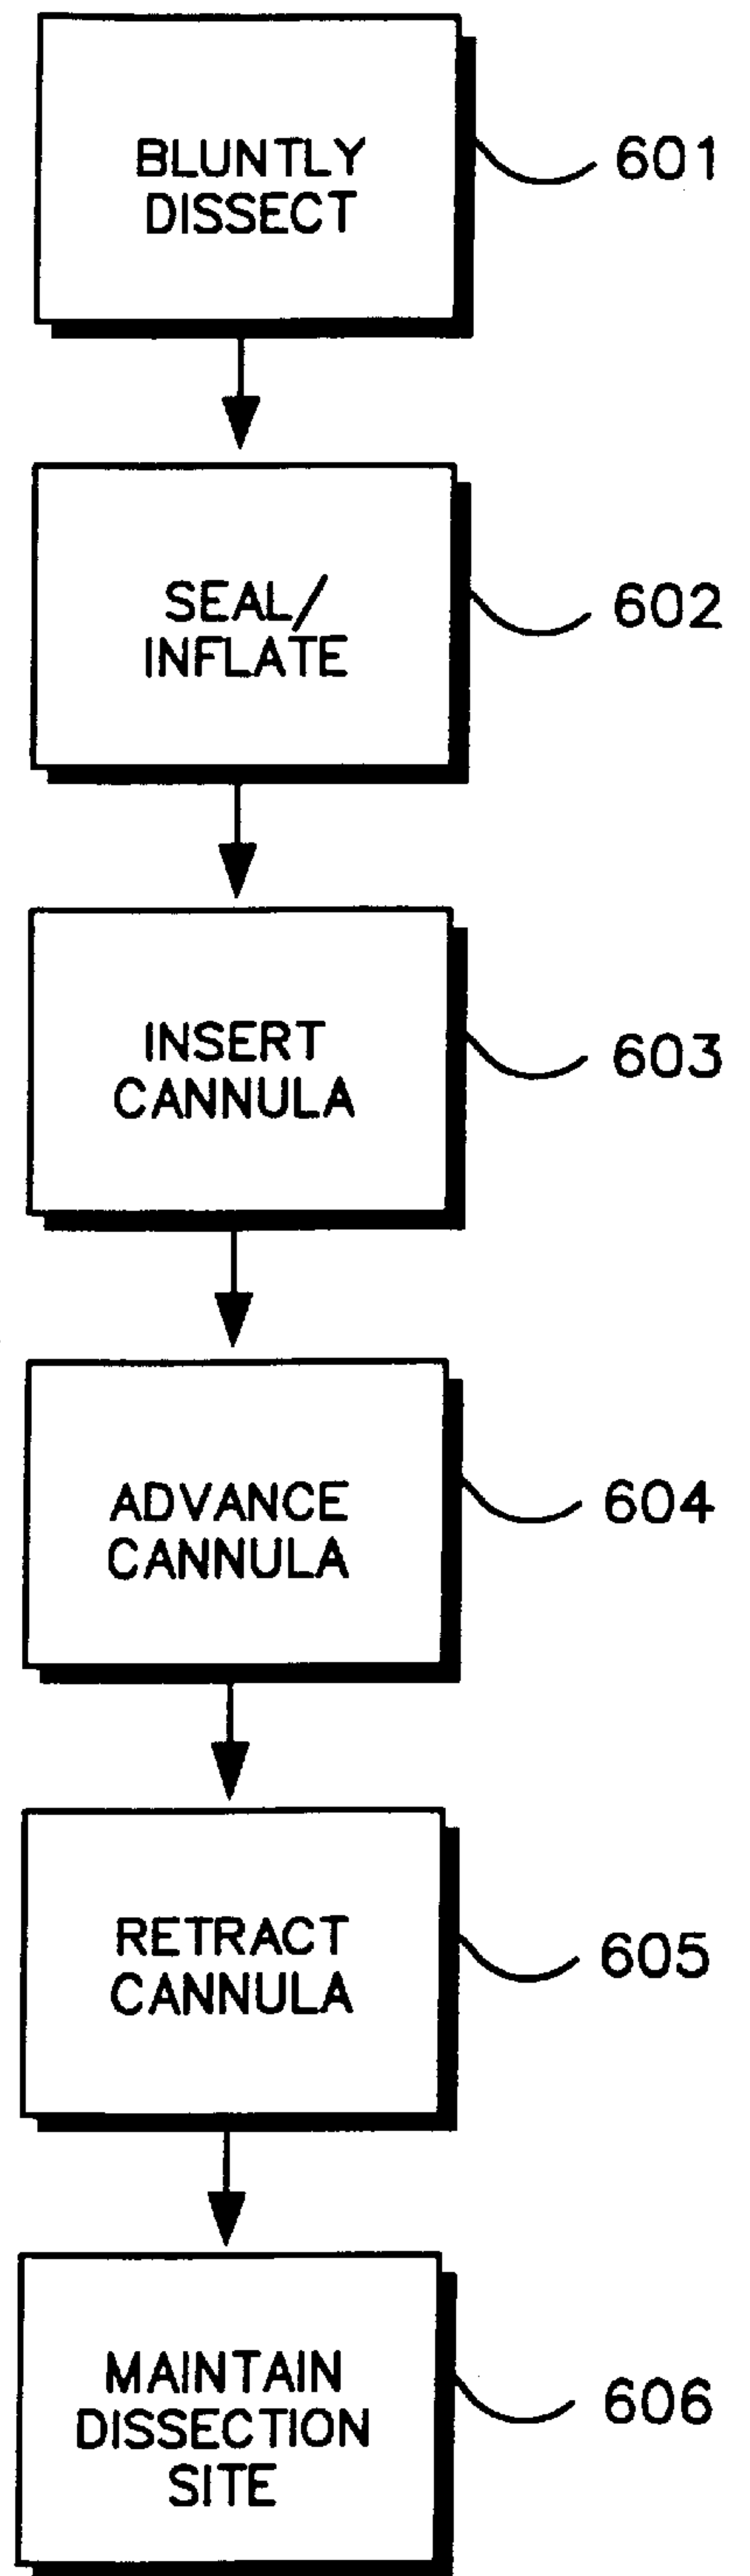 BLUNTLY
DISSECT
601
SEAL/
INFLATE
602
INSERT
CANNULA
603
ADVANCE
CANNULA
604
RETRACT
CANNULA
605
MAINTAIN
DISSECTION
SITE
606